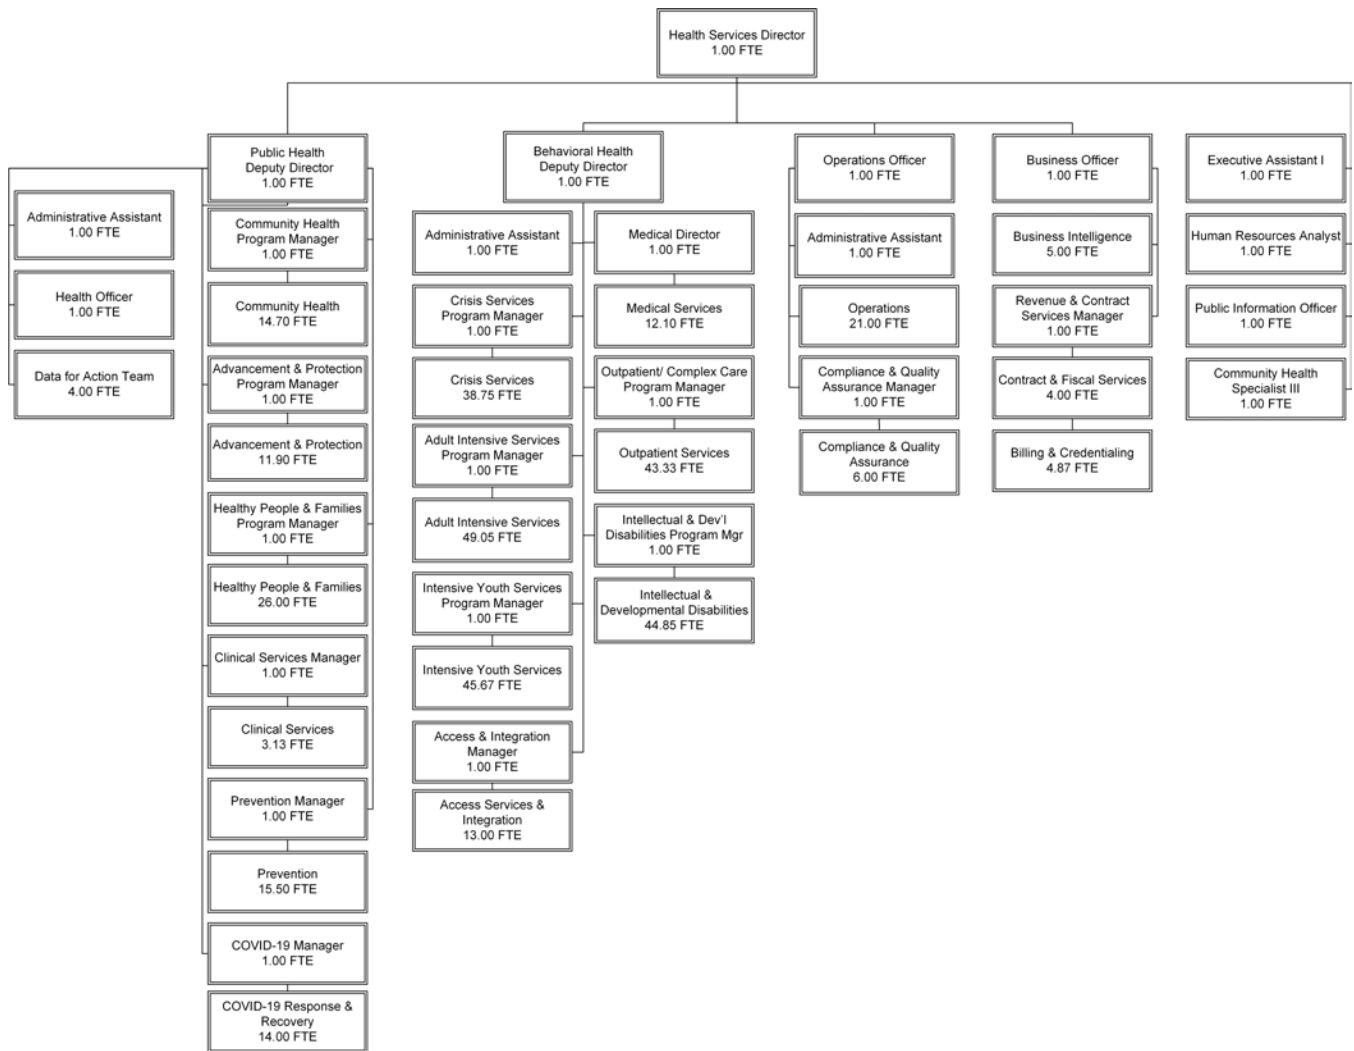 Health Services Director
1.00 FTE
Public Health
Deputy Director
1.00 FTE
Administrative Assistant
1.00 FTE
Health Officer
1.00 FTE
Data for Action Team
4.00 FTE
Community Health
Program Manager
1.00 FTE
Community Health
14.70 FTE
Advancement & Protection
Program Manager
1.00 FTE
Advancement & Protection
11.90 FTE
Healthy People & Families
Program Manager
1.00 FTE
Healthy People & Families
26.00 FTE
Clinical Services Manager
1.00 FTE
Clinical Services
3.13 FTE
Prevention Manager
1.00 FTE
Prevention
15.50 FTE
COVID-19 Manager
1.00 FTE
COVID-19 Response &
Recovery
14.00 FTE
Behavioral Health
Deputy Director
1.00 FTE
Administrative Assistant
1.00 FTE
Crisis Services
Program Manager
1.00 FTE
Crisis Services
38.75 FTE
Adult Intensive Services
Program Manager
1.00 FTE
Adult Intensive Services
49.05 FTE
Intensive Youth Services
Program Manager
1.00 FTE
Intensive Youth Services
45.67 FTE
Access & Integration
Manager
1.00 FTE
Access Services &
Integration
13.00 FTE
Medical Director
1.00 FTE
Medical Services
12.10 FTE
Outpatient/ Complex Care
Program Manager
1.00 FTE
Outpatient Services
43.33 FTE
Intellectual & Dev'l
Disabilities Program Mgr
1.00 FTE
Intellectual &
Developmental Disabilities
44.85 FTE
Operations Officer
1.00 FTE
Administrative Assistant
1.00 FTE
Operations
21.00 FTE
Compliance & Quality
Assurance Manager
1.00 FTE
Compliance & Quality
Assurance
6.00 FTE
Business Officer
1.00 FTE
Business Intelligence
5.00 FTE
Revenue & Contract
Services Manager
1.00 FTE
Contract & Fiscal Services
4.00 FTE
Billing & Credentialing
4.87 FTE
Executive Assistant I
1.00 FTE
Human Resources Analyst
1.00 FTE
Public Information Officer
1.00 FTE
Community Health
Specialist III
1.00 FTE